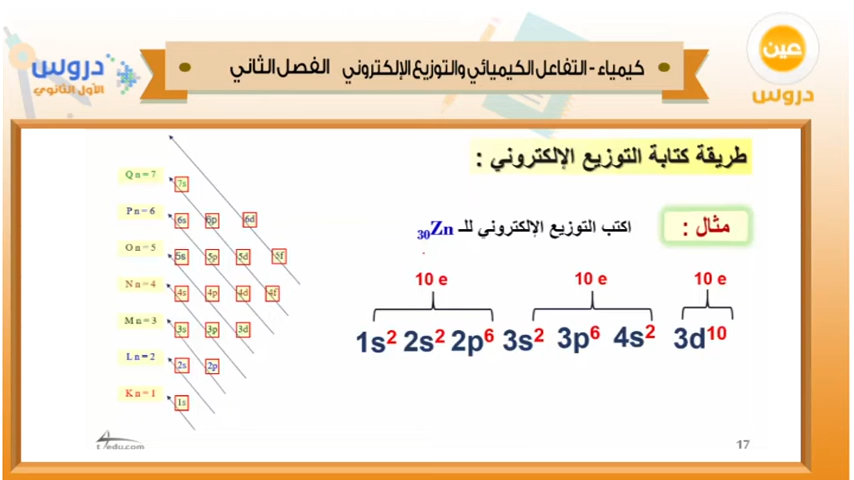 عين
دروس
كيمياء - التفاعل الكيميائي والتوزيع الإلكتروني الفصل الثاني
دروس
الأول الثانوي
طريقة كتابة التوزيع الإلكتروني :
مثال :
اكتب التوزيع الإلكتروني للـ ₃₀Zn
10 e 10 e 10 e
1s² 2s² 2p⁶ 3s² 3p⁶ 4s² 3d¹⁰
Q n = 7 7s
P n = 6 6s 6p 6d
O n = 5 5s 5p 5d 5f
N n = 4 4s 4p 4d 4f
M n = 3 3s 3p 3d
L n = 2 2s 2p
K n = 1 1s
t4edu.com
17